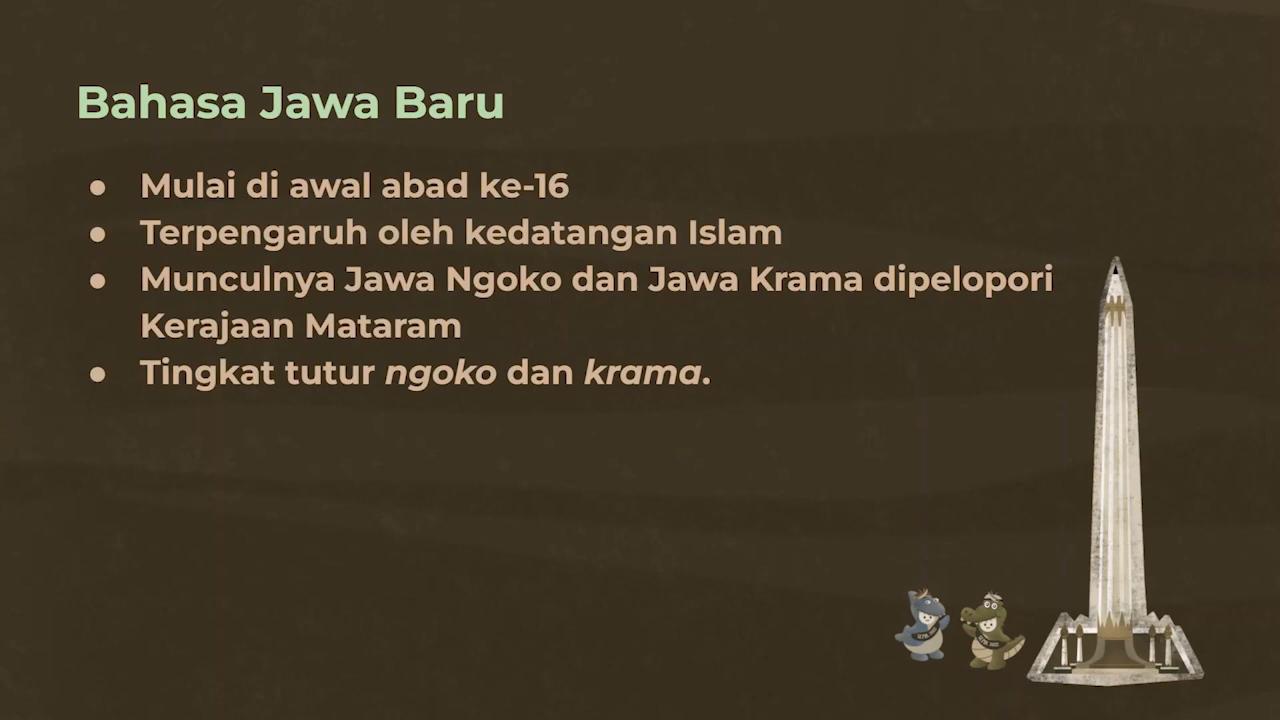 Bahasa Jawa Baru
● Mulai di awal abad ke-16
● Terpengaruh oleh kedatangan Islam
● Munculnya Jawa Ngoko dan Jawa Krama dipelopori
Kerajaan Mataram
● Tingkat tutur ngoko dan krama.